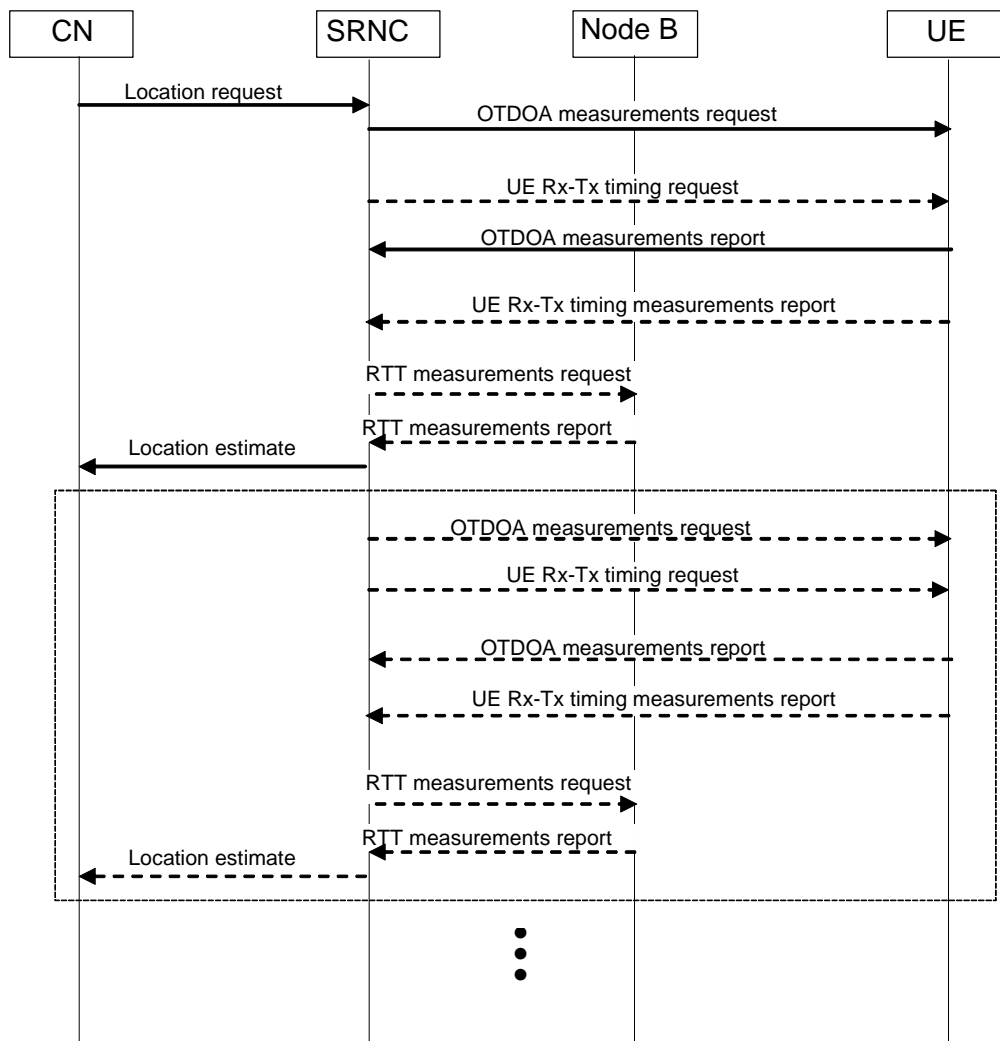 CN
SRNC
Node B
UE
Location request
OTDOA measurements request
UE Rx-Tx timing request
OTDOA measurements report
UE Rx-Tx timing measurements report
RTT measurements request
RTT measurements report
Location estimate
OTDOA measurements request
UE Rx-Tx timing request
OTDOA measurements report
UE Rx-Tx timing measurements report
RTT measurements request
RTT measurements report
Location estimate